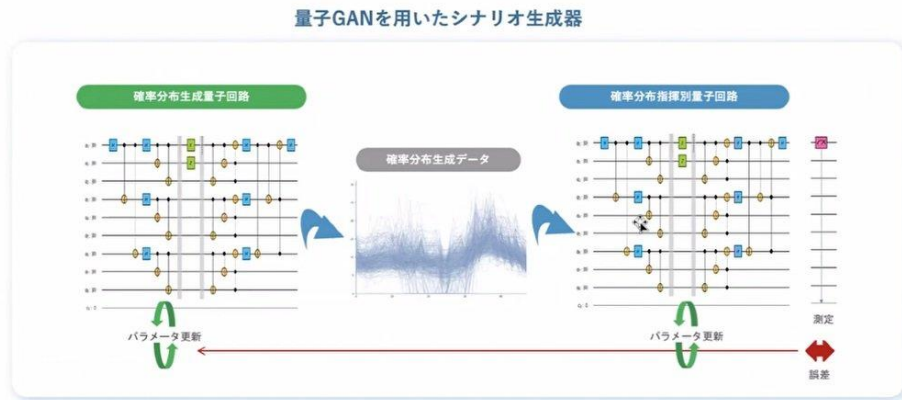 量子GANを用いたシナリオ生成器
確率分布生成量子回路
確率分布生成データ
確率分布指揮別量子回路
パラメータ更新
パラメータ更新
測定
誤差